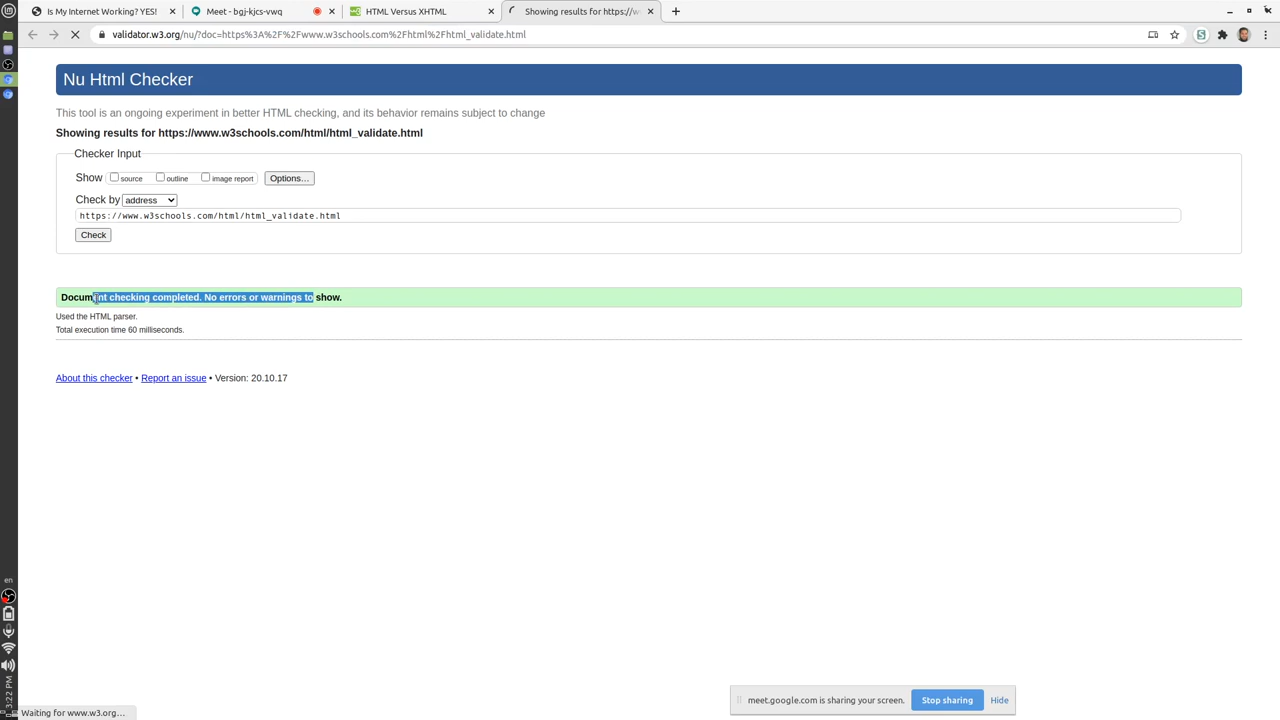 Is My Internet Working? YES!
Meet - bgj-kjcs-vwq
HTML Versus XHTML
Showing results for https://w
validator.w3.org/nu/?doc=https%3A%2F%2Fwww.w3schools.com%2Fhtml%2Fhtml_validate.html
Nu Html Checker
This tool is an ongoing experiment in better HTML checking, and its behavior remains subject to change
Showing results for https://www.w3schools.com/html/html_validate.html
Checker Input
Show source outline image report Options...
Check by address
https://www.w3schools.com/html/html_validate.html
Check
Document checking completed. No errors or warnings to show.
Used the HTML parser.
Total execution time 60 milliseconds.
About this checker • Report an issue • Version: 20.10.17
en
3:22 PM
meet.google.com is sharing your screen. Stop sharing Hide
Waiting for www.w3.org...